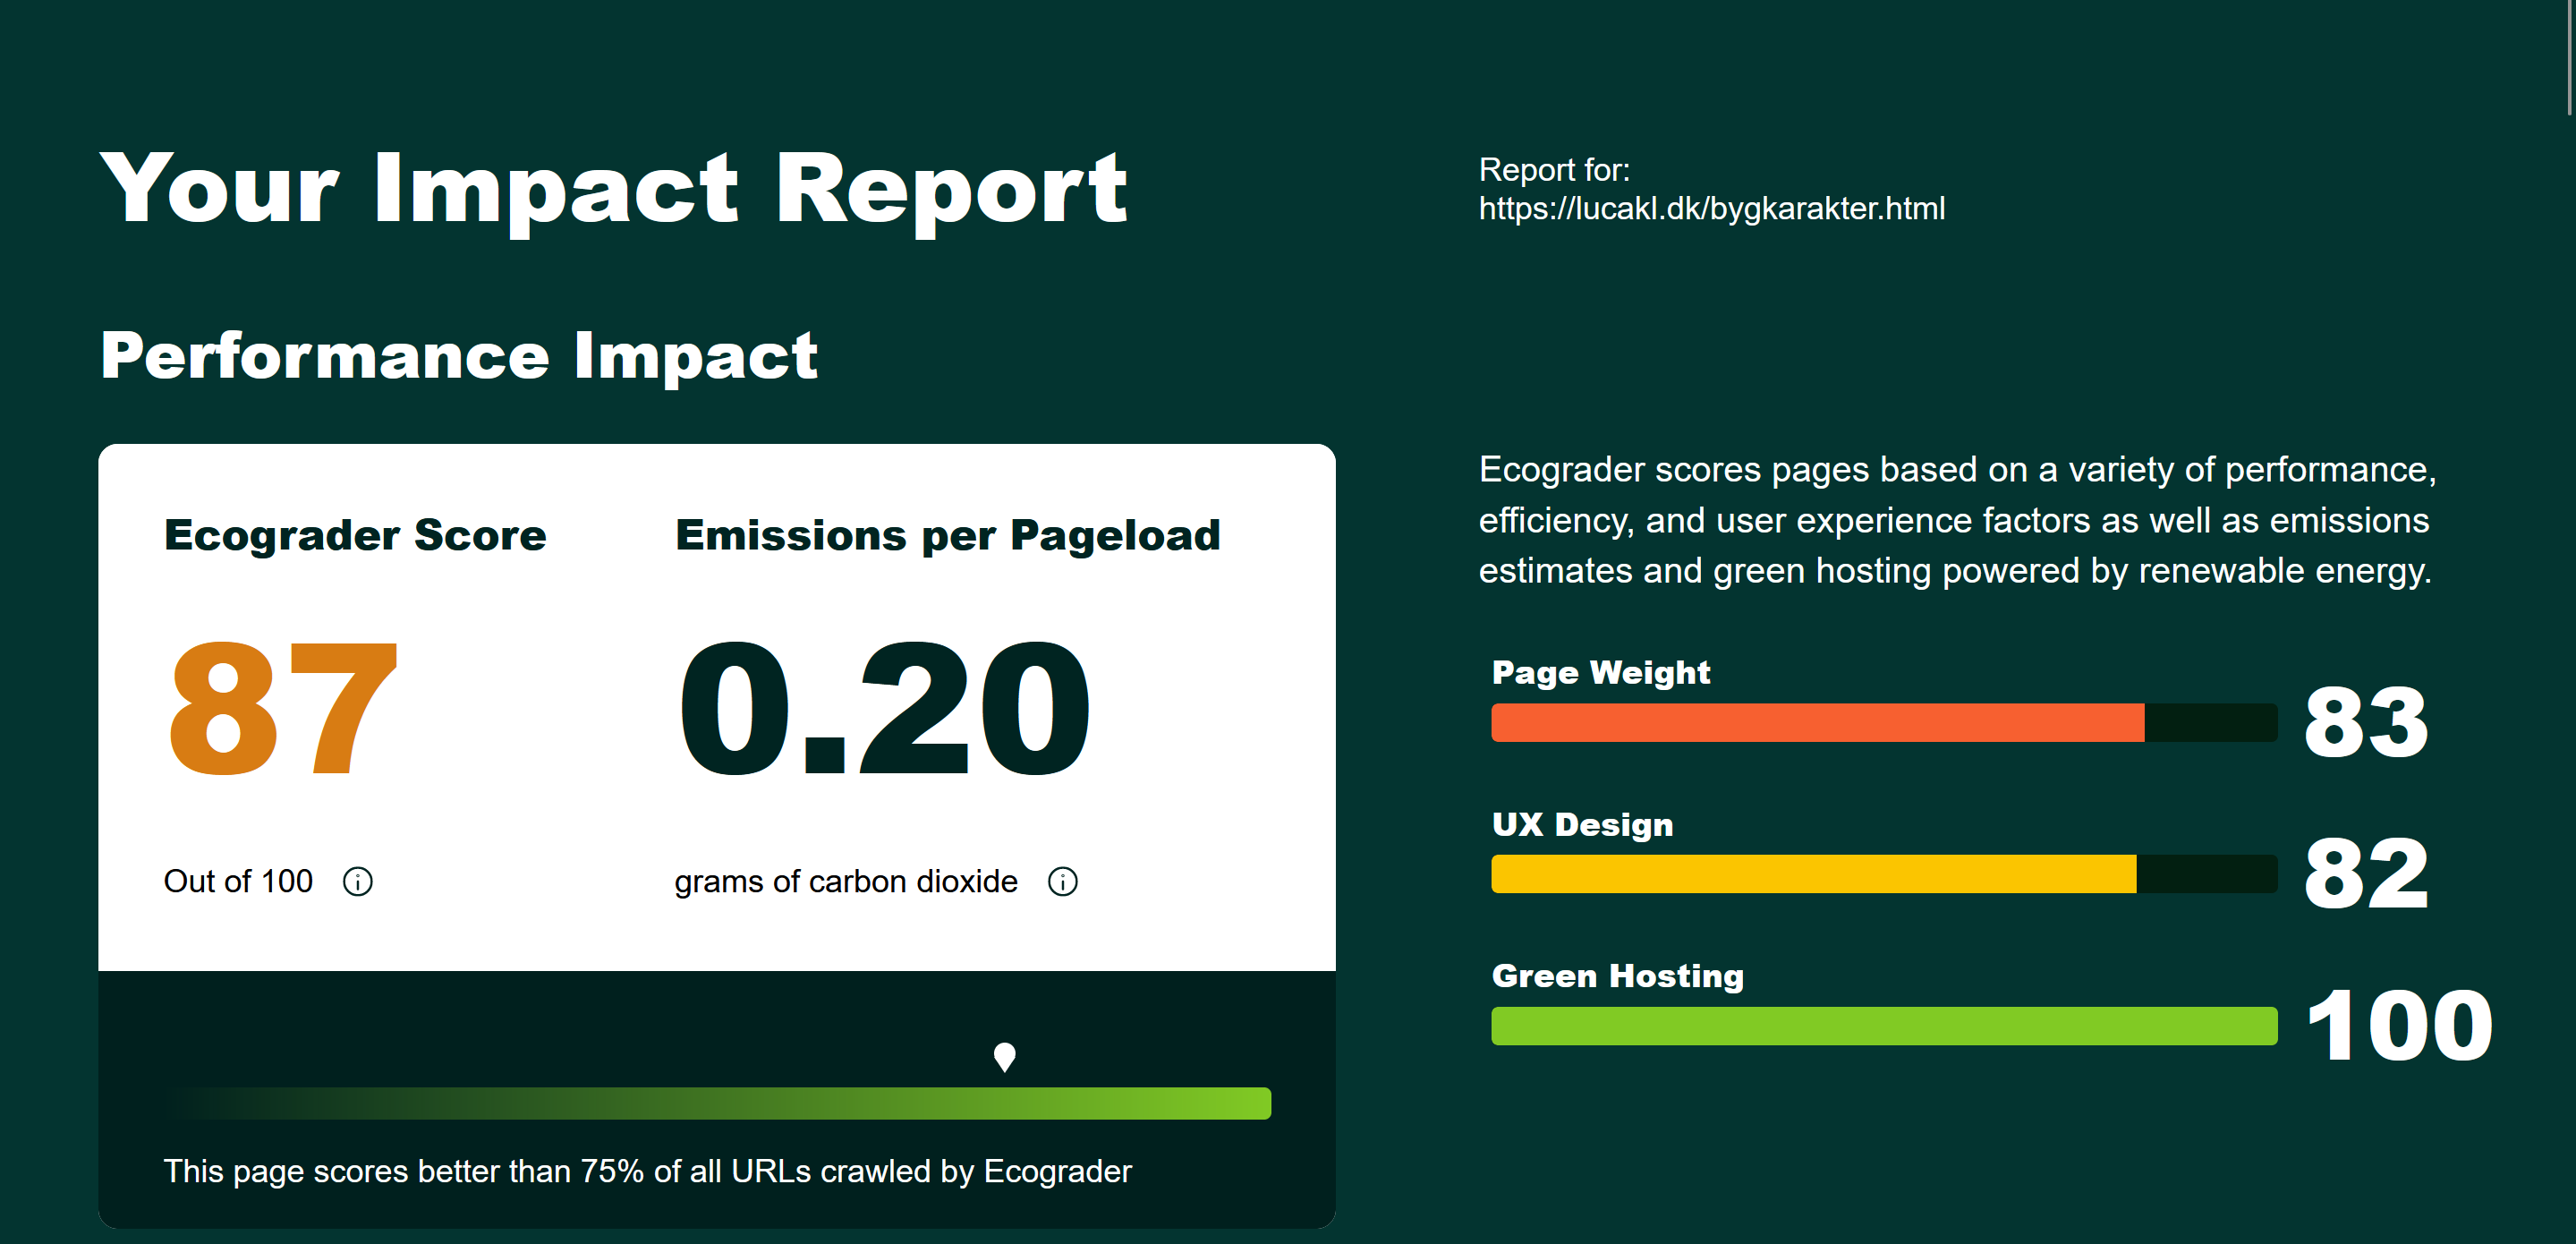 Your Impact Report
Report for:
https://lucakl.dk/bygkarakter.html
Performance Impact
Ecograder Score
87
Out of 100
Emissions per Pageload
0.20
grams of carbon dioxide
This page scores better than 75% of all URLs crawled by Ecograder
Ecograder scores pages based on a variety of performance,
efficiency, and user experience factors as well as emissions
estimates and green hosting powered by renewable energy.
Page Weight
83
UX Design
82
Green Hosting
100